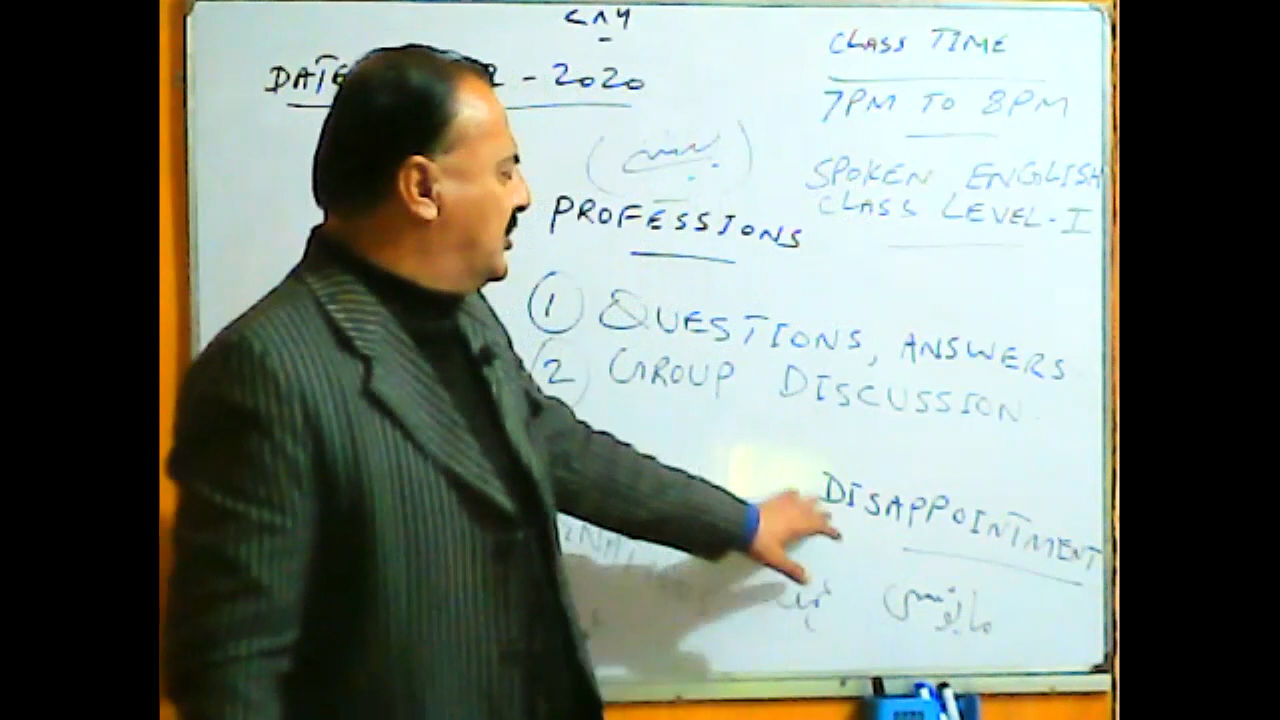 DATE - 2020
CLASS TIME
7PM TO 8PM
SPOKEN ENGLISH
CLASS LEVEL-I
PROFESSIONS
1 QUESTIONS, ANSWERS
2 GROUP DISCUSSION
DISAPPOINTMENT
مایوسی